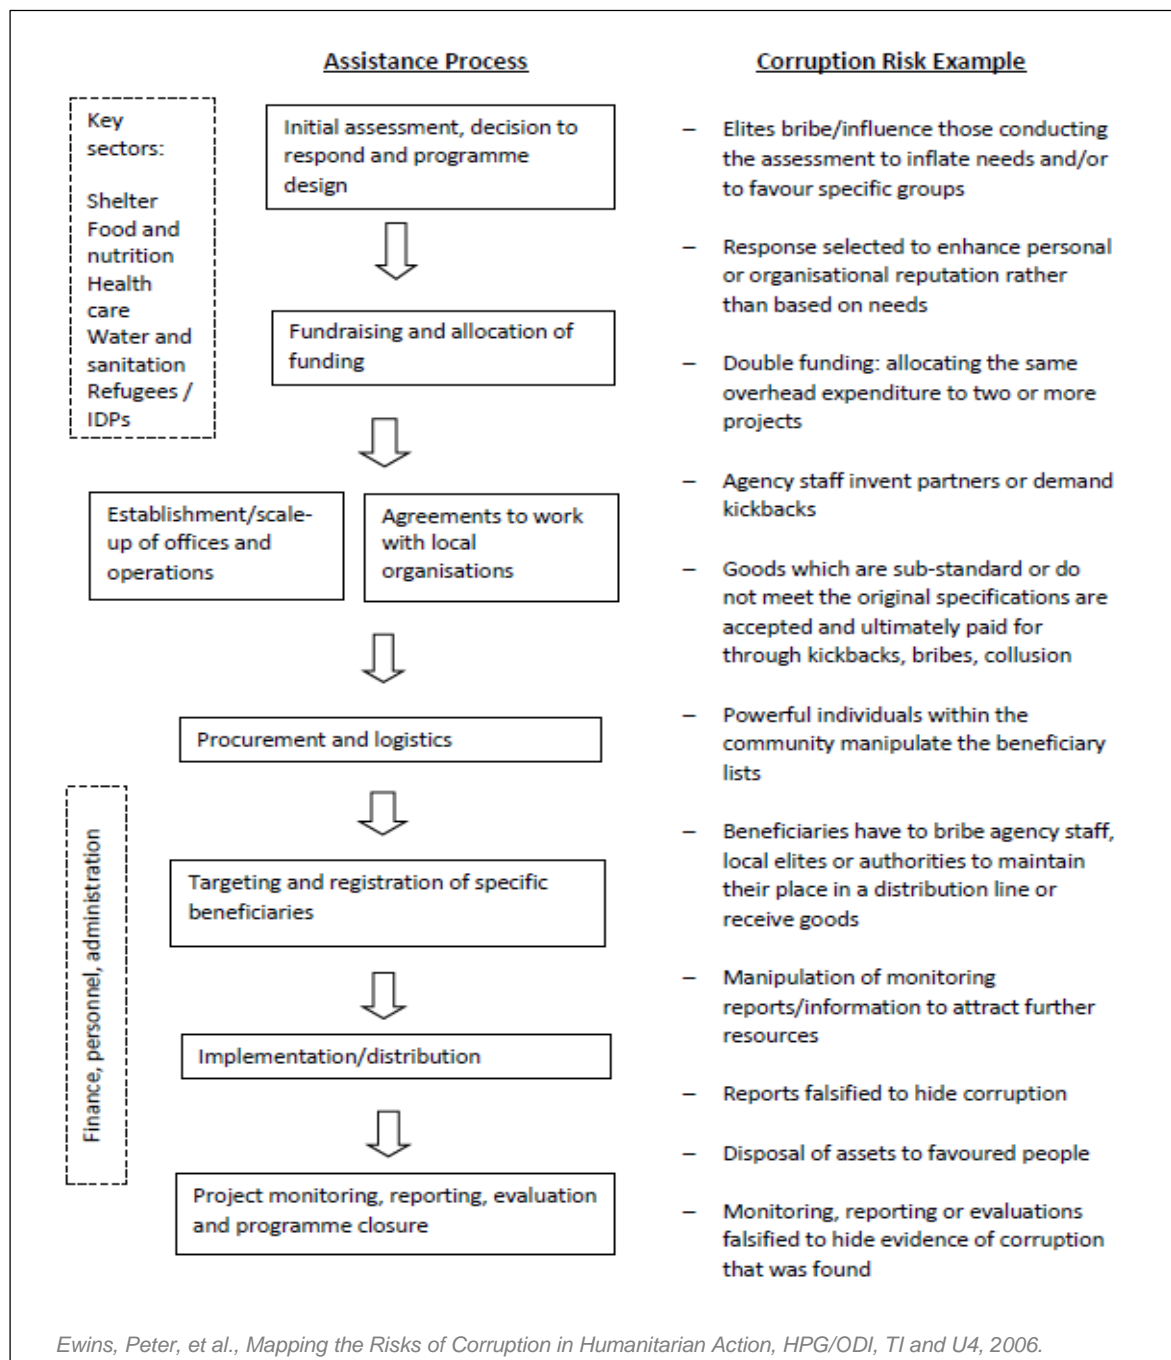 Assistance Process
Corruption Risk Example
Key
sectors:
Shelter
Food and
nutrition
Health
care
Water and
sanitation
Refugees /
IDPs
Initial assessment, decision to
respond and programme
design
Fundraising and allocation of
funding
Establishment/scale-
up of offices and
operations
Agreements to work
with local
organisations
Procurement and logistics
Finance, personnel, administration
Targeting and registration of specific
beneficiaries
Implementation/distribution
Project monitoring, reporting, evaluation
and programme closure
– Elites bribe/influence those conducting
the assessment to inflate needs and/or
to favour specific groups
– Response selected to enhance personal
or organisational reputation rather
than based on needs
– Double funding: allocating the same
overhead expenditure to two or more
projects
– Agency staff invent partners or demand
kickbacks
– Goods which are sub-standard or do
not meet the original specifications are
accepted and ultimately paid for
through kickbacks, bribes, collusion
– Powerful individuals within the
community manipulate the beneficiary
lists
– Beneficiaries have to bribe agency staff,
local elites or authorities to maintain
their place in a distribution line or
receive goods
– Manipulation of monitoring
reports/information to attract further
resources
– Reports falsified to hide corruption
– Disposal of assets to favoured people
– Monitoring, reporting or evaluations
falsified to hide evidence of corruption
that was found
Ewins, Peter, et al., Mapping the Risks of Corruption in Humanitarian Action, HPG/ODI, TI and U4, 2006.